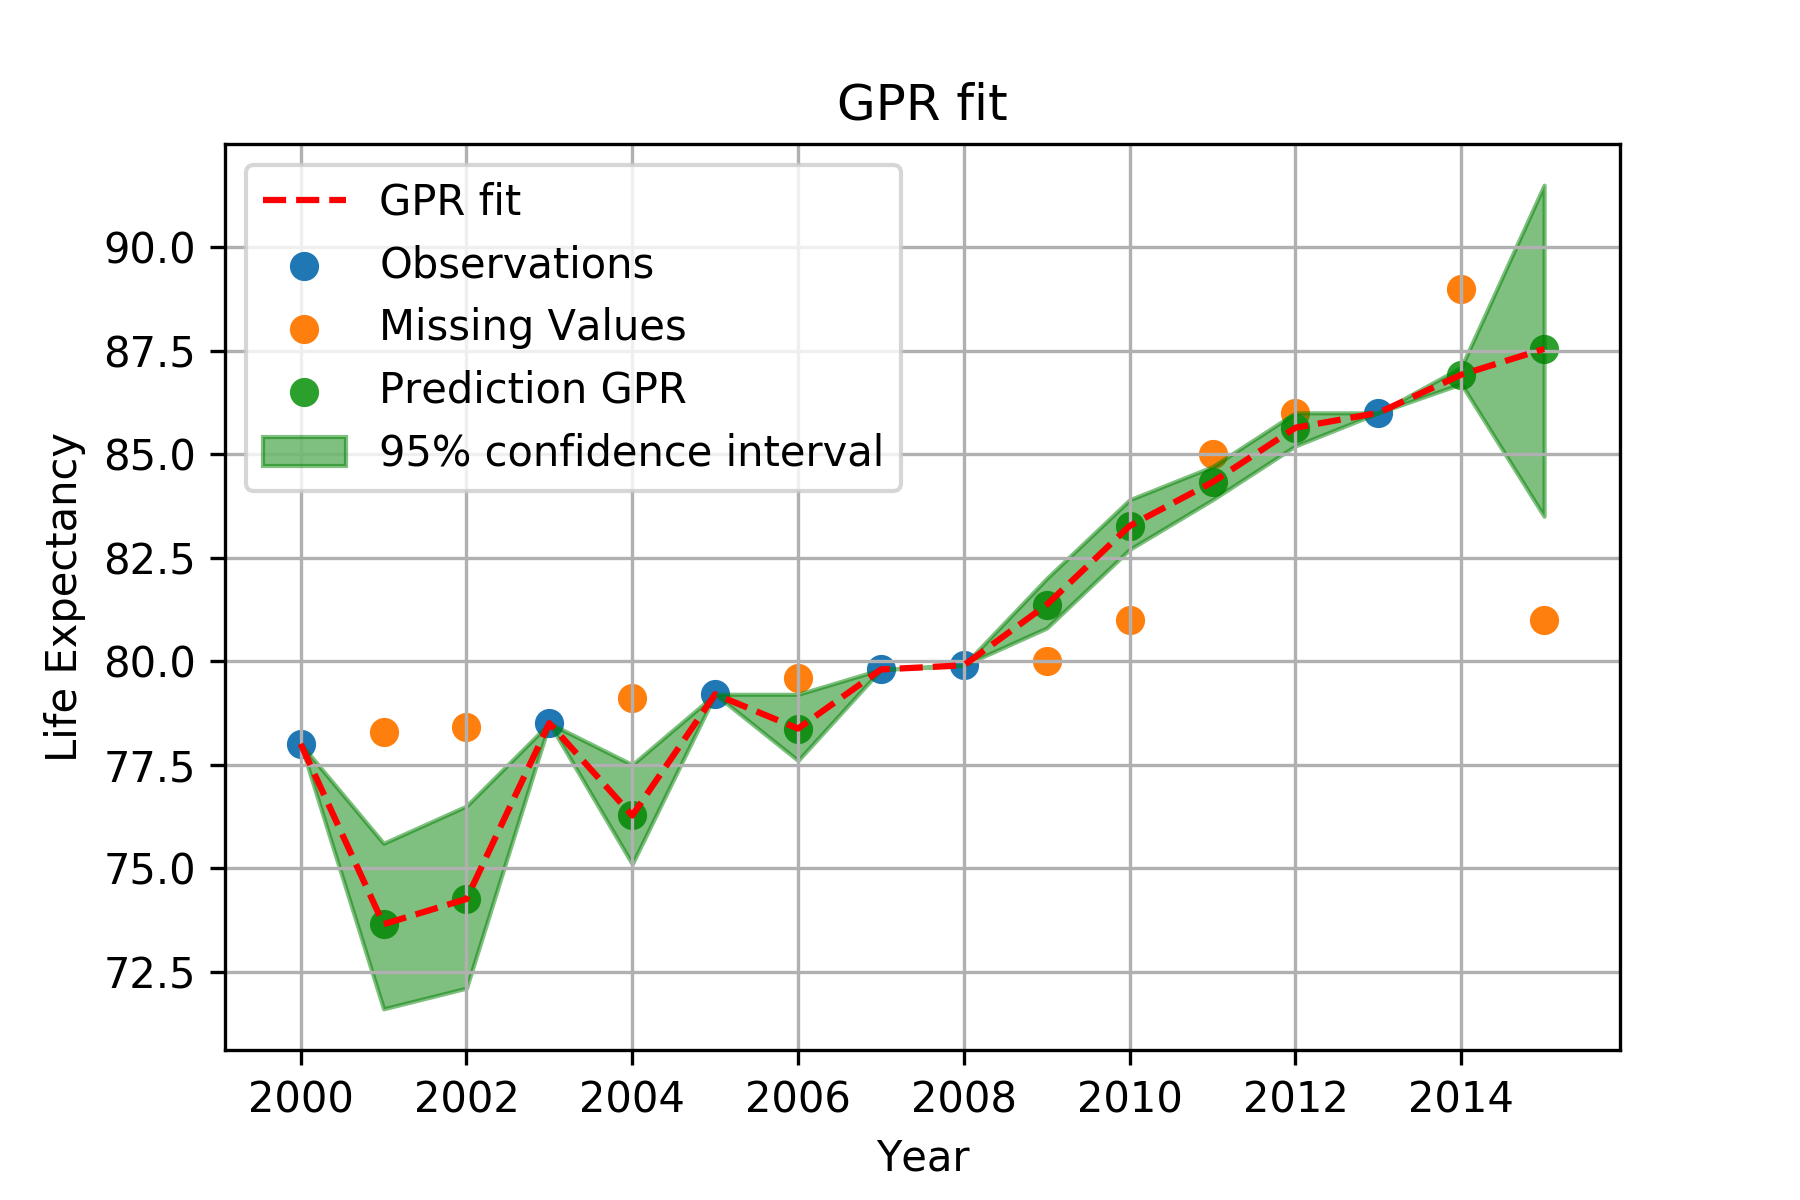 GPR fit
GPR fit
Observations
Missing Values
Prediction GPR
95% confidence interval
90.0
87.5
85.0
82.5
80.0
77.5
75.0
72.5
Life Expectancy
2000 2002 2004 2006 2008 2010 2012 2014
Year